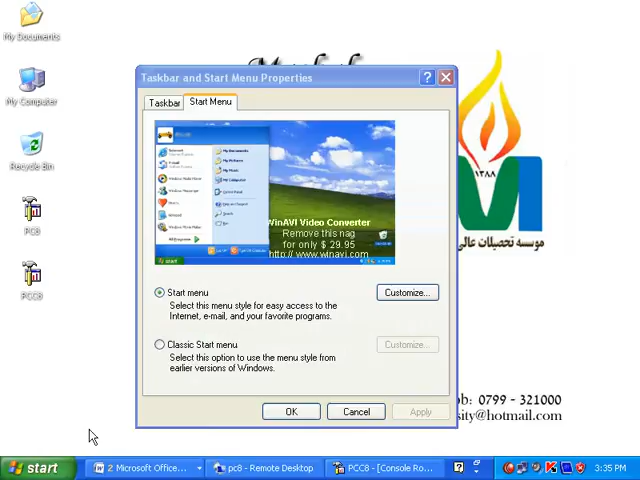 My Documents
My Computer
Recycle Bin
PC8
PCC8
Taskbar and Start Menu Properties
Taskbar
Start Menu
WinAVI Video Converter
Remove this nag
for only $ 29.95
http://www.winavi.com
start
Start menu
Customize...
Select this menu style for easy access to the
Internet, e-mail, and your favorite programs.
Classic Start menu
Customize...
Select this option to use the menu style from
earlier versions of Windows.
OK
Cancel
Apply
۱۳۸۸
موسسه تحصیلات عالی
ob: 0799 - 321000
sity@hotmail.com
start
2 Microsoft Office...
pc8 - Remote Desktop
PCC8 - [Console Ro...
3:35 PM